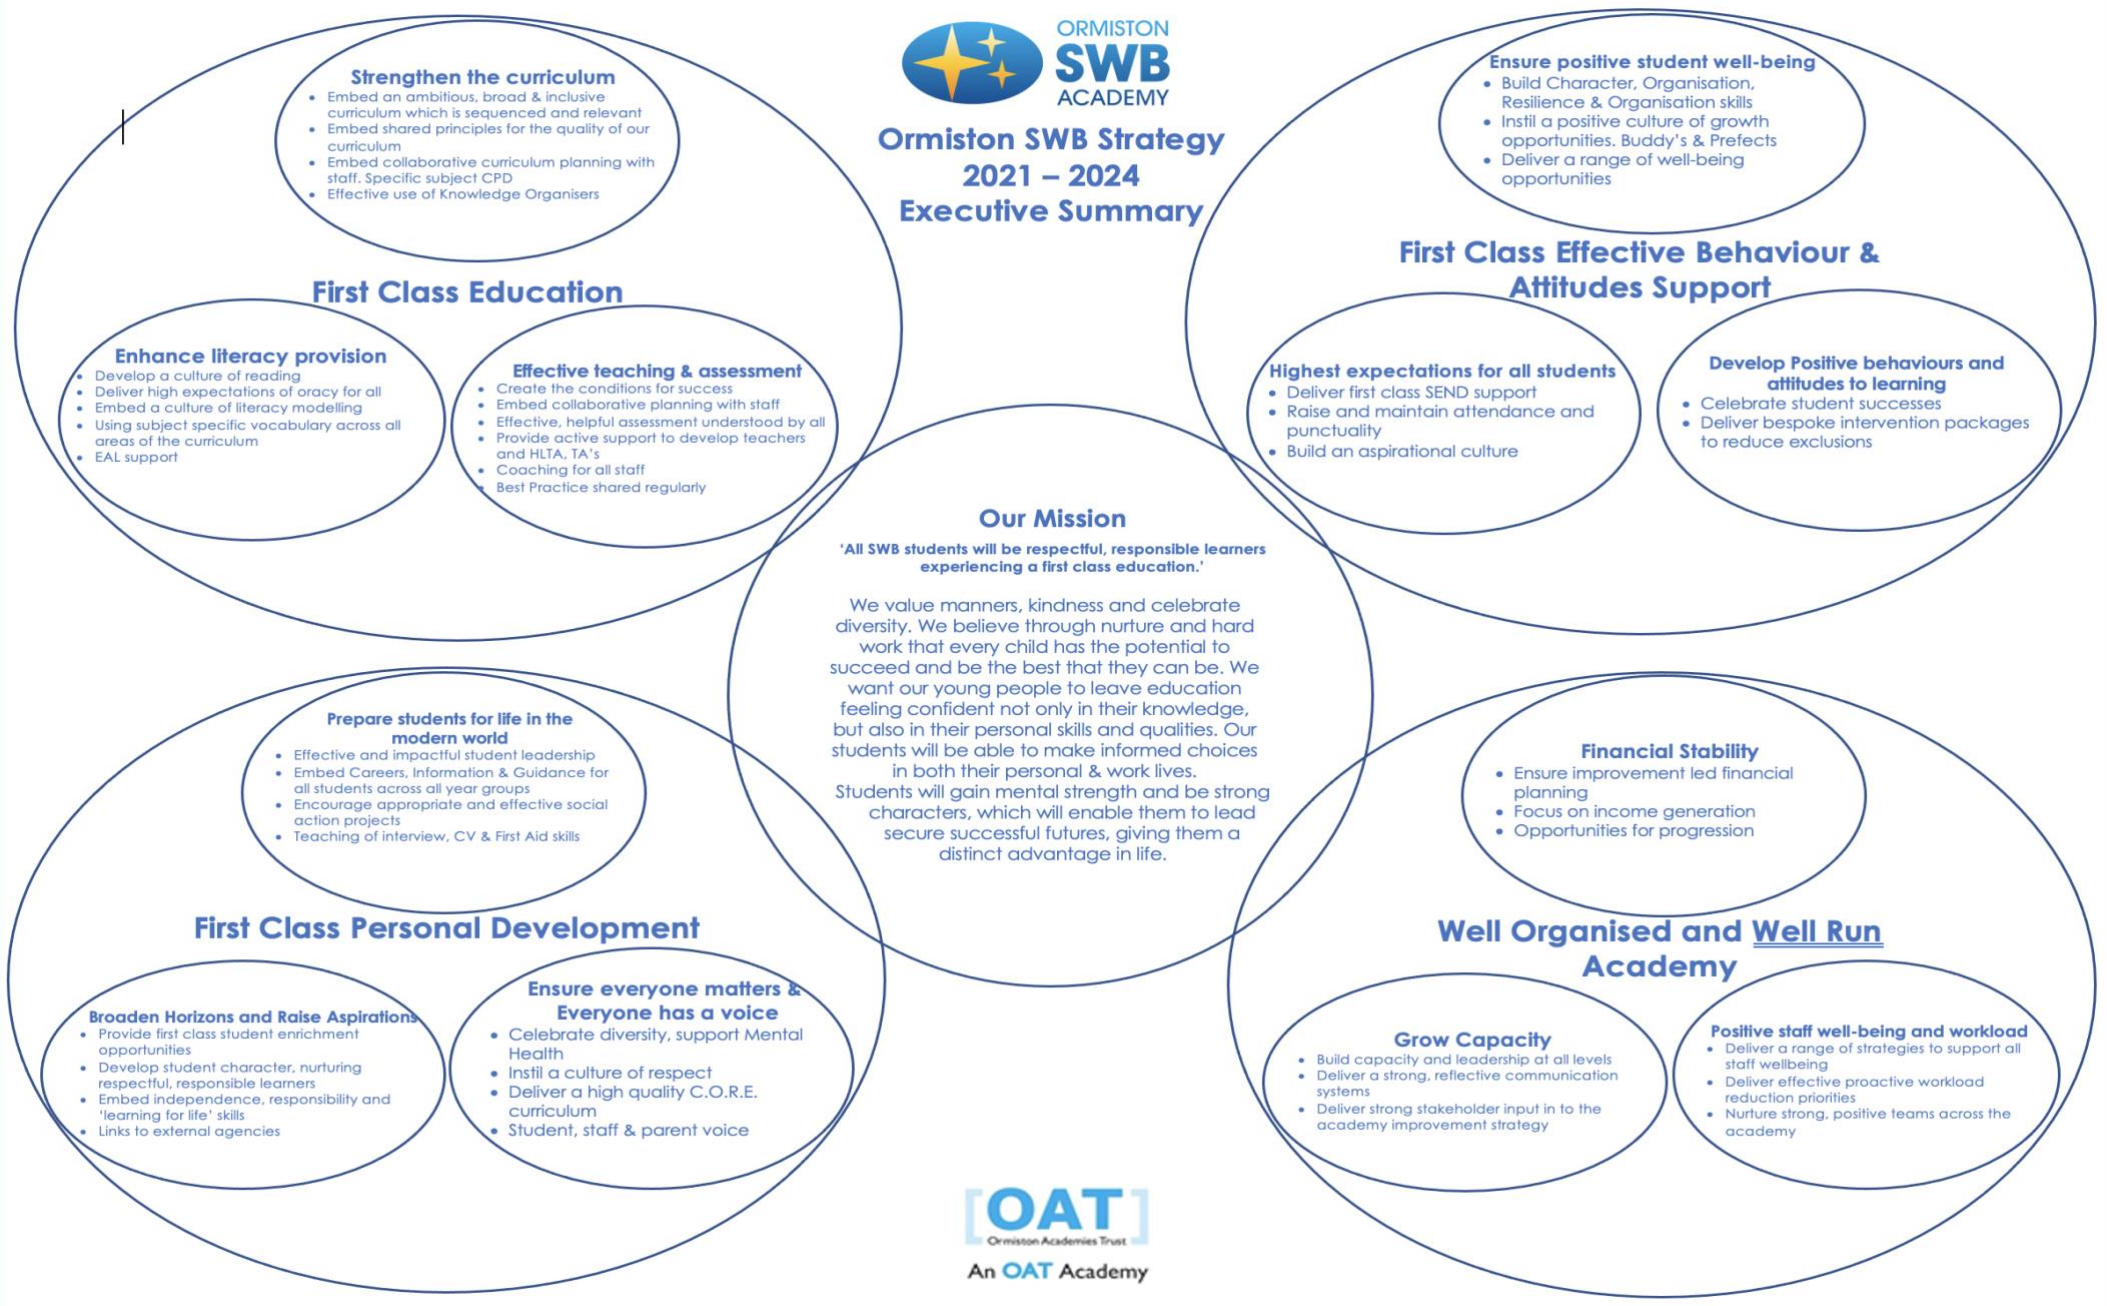 ORMISTON
SWB
ACADEMY
Ormiston SWB Strategy
2021 – 2024
Executive Summary
Strengthen the curriculum
• Embed an ambitious, broad & inclusive
curriculum which is sequenced and relevant
• Embed shared principles for the quality of our
curriculum
• Embed collaborative curriculum planning with
staff. Specific subject CPD
• Effective use of Knowledge Organisers
First Class Education
Enhance literacy provision
• Develop a culture of reading
• Deliver high expectations of oracy for all
• Embed a culture of literacy modelling
• Using subject specific vocabulary across all
areas of the curriculum
• EAL support
Effective teaching & assessment
• Create the conditions for success
• Embed collaborative planning with staff
• Effective, helpful assessment understood by all
• Provide active support to develop teachers
and HLTA, TA's
• Coaching for all staff
• Best Practice shared regularly
Ensure positive student well-being
• Build Character, Organisation,
Resilience & Organisation skills
• Instil a positive culture of growth
opportunities. Buddy's & Prefects
• Deliver a range of well-being
opportunities
First Class Effective Behaviour &
Attitudes Support
Highest expectations for all students
• Deliver first class SEND support
• Raise and maintain attendance and
punctuality
• Build an aspirational culture
Develop Positive behaviours and
attitudes to learning
• Celebrate student successes
• Deliver bespoke intervention packages
to reduce exclusions
Our Mission
'All SWB students will be respectful, responsible learners
experiencing a first class education.'
We value manners, kindness and celebrate
diversity. We believe through nurture and hard
work that every child has the potential to
succeed and be the best that they can be. We
want our young people to leave education
feeling confident not only in their knowledge,
but also in their personal skills and qualities. Our
students will be able to make informed choices
in both their personal & work lives.
Students will gain mental strength and be strong
characters, which will enable them to lead
secure successful futures, giving them a
distinct advantage in life.
Prepare students for life in the
modern world
• Effective and impactful student leadership
• Embed Careers, Information & Guidance for
all students across all year groups
• Encourage appropriate and effective social
action projects
• Teaching of interview, CV & First Aid skills
First Class Personal Development
Broaden Horizons and Raise Aspirations
• Provide first class student enrichment
opportunities
• Develop student character, nurturing
respectful, responsible learners
• Embed independence, responsibility and
'learning for life' skills
• Links to external agencies
Ensure everyone matters &
Everyone has a voice
• Celebrate diversity, support Mental
Health
• Instil a culture of respect
• Deliver a high quality C.O.R.E.
curriculum
• Student, staff & parent voice
Financial Stability
• Ensure improvement led financial
planning
• Focus on income generation
• Opportunities for progression
Well Organised and Well Run
Academy
Grow Capacity
• Build capacity and leadership at all levels
• Deliver a strong, reflective communication
systems
• Deliver strong stakeholder input in to the
academy improvement strategy
Positive staff well-being and workload
• Deliver a range of strategies to support all
staff wellbeing
• Deliver effective proactive workload
reduction priorities
• Nurture strong, positive teams across the
academy
[OAT]
Ormiston Academies Trust
An OAT Academy